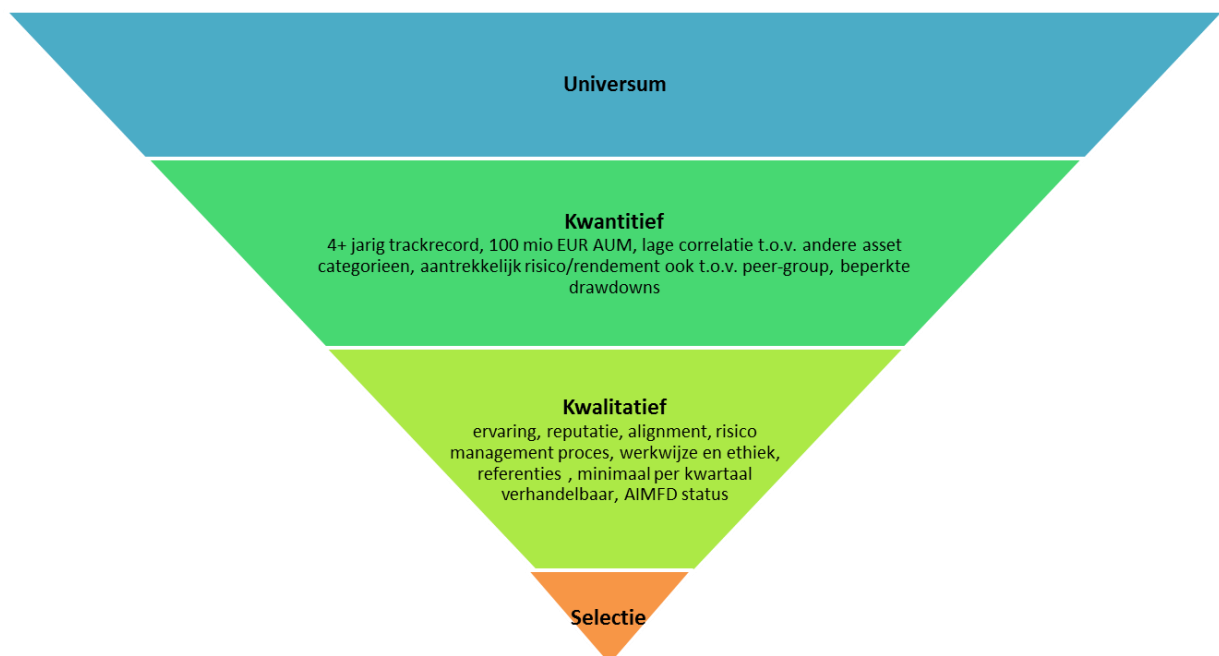 Universum
Kwantitief
4+ jarig trackrecord, 100 mio EUR AUM, lage correlatie t.o.v. andere asset
categorieen, aantrekkelijk risico/rendement ook t.o.v. peer-group, beperkte
drawdowns
Kwalitatief
ervaring, reputatie, alignment, risico
management proces, werkwijze en ethiek,
referenties , minimaal per kwartaal
verhandelbaar, AIMFD status
Selectie